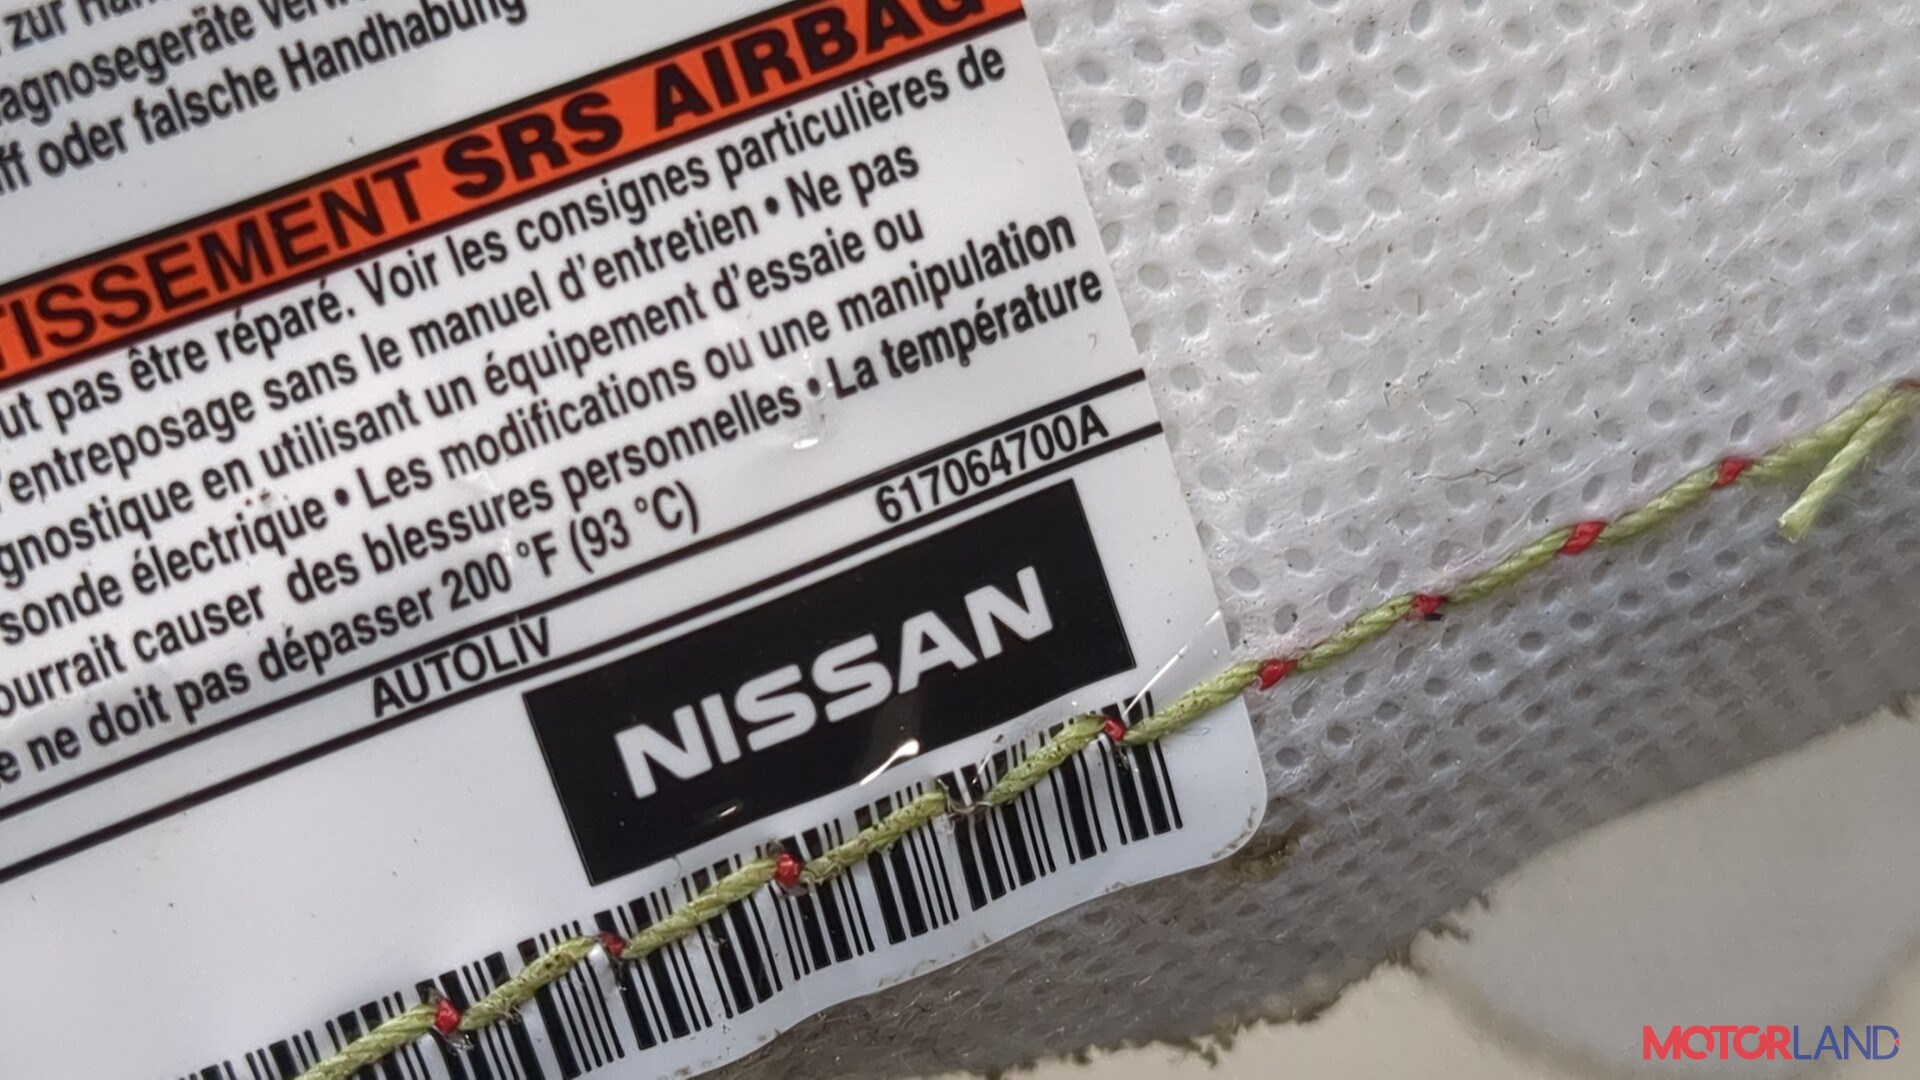 zur
agnosegeräte
ff oder falsche Handhabung
TISSEMENT SRS AIRBAG
ut pas être réparé. Voir les consignes particulières de
'entreposage sans le manuel d'entretien • Ne pas
gnostique en utilisant un équipement d'essaie ou
sonde électrique • Les modifications ou une manipulation
ourrait causer des blessures personnelles • La température
e ne doit pas dépasser 200 °F (93 °C)
AUTOLIV 617064700A
NISSAN
MOTORLAND